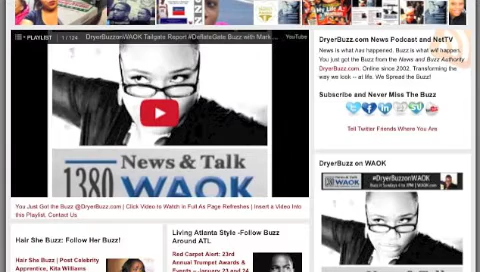 PLAYLIST 1 / 124 DryerBuzzonWAOK Tailgate Report #DeflateGate Buzz with Mark... YouTube
News & Talk
1380 WAOK
You Just Got the Buzz @DryerBuzz.com | Click Video to Watch in Full As Page Refreshes | Insert a Video Into
this Playlist. Contact Us
Hair She Buzz: Follow Her Buzz!
Hair She Buzz | Post Celebrity
Apprentice, Kita Williams
Living Atlanta Style -Follow Buzz
Around ATL
Red Carpet Alert: 23rd
Annual Trumpet Awards &
Events – January 23 and 24
DryerBuzz.com News Podcast and NetTV
News is what has happened. Buzz is what will happen.
You just Got the Buzz from the News and Buzz Authority
DryerBuzz.com. Online since 2002. Transforming the
way we look -- at life. We Spread the Buzz!
Subscribe and Never Miss The Buzz
Tell Twitter Friends Where You Are
DryerBuzz on WAOK
News & Talk
1380 WAOK
#DryerBuzzonWAOK